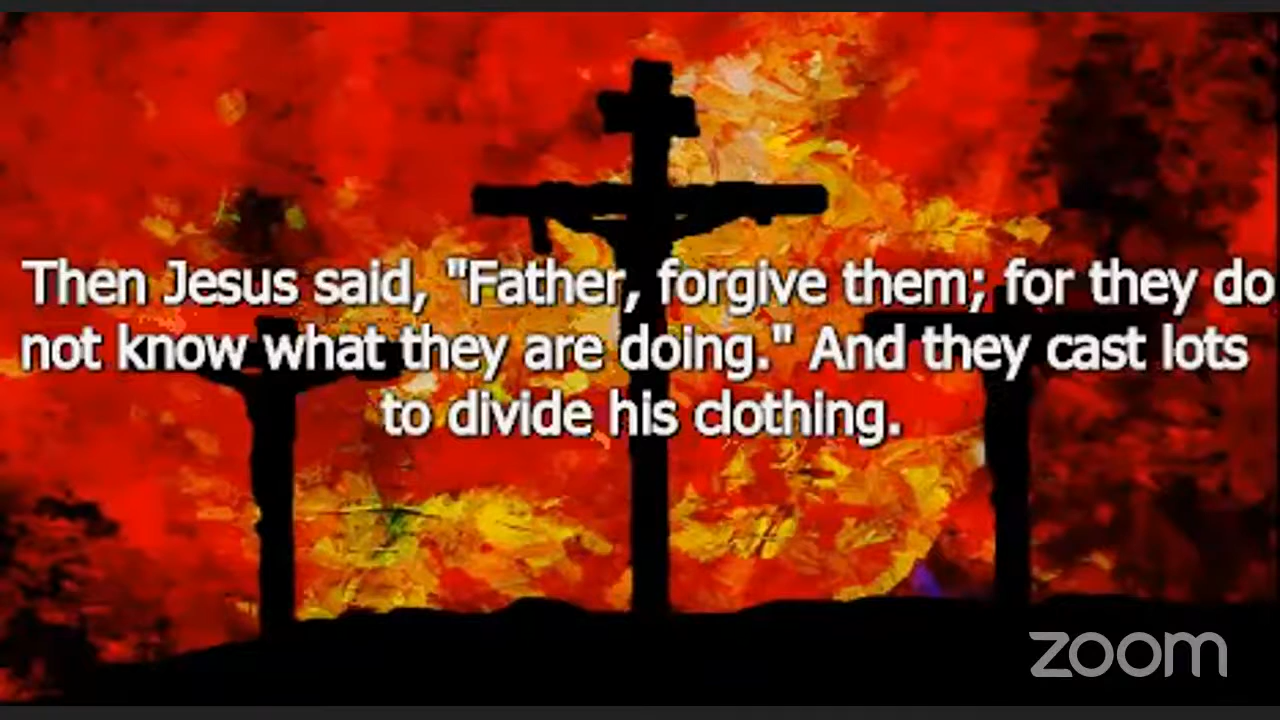 Then Jesus said, "Father, forgive them; for they do
not know what they are doing." And they cast lots
to divide his clothing.
zoom